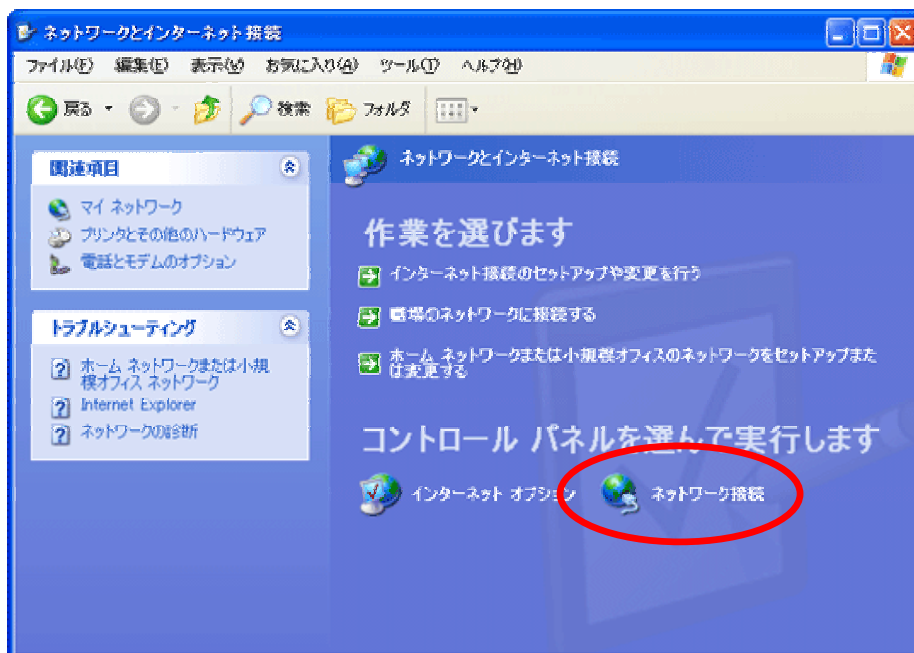 ネットワークとインターネット接続
ファイル(F) 編集(E) 表示(V) お気に入り(A) ツール(T) ヘルプ(H)
戻る 検索 フォルダ
関連項目
マイ ネットワーク
プリンタとその他のハードウェア
電話とモデムのオプション
トラブルシューティング
ホーム ネットワークまたは小規
模オフィス ネットワーク
Internet Explorer
ネットワークの診断
ネットワークとインターネット接続
作業を選びます
インターネット接続のセットアップや変更を行う
職場のネットワークに接続する
ホーム ネットワークまたは小規模オフィスのネットワークをセットアップまた
は変更する
コントロール パネルを選んで実行します
インターネット オプション
ネットワーク接続